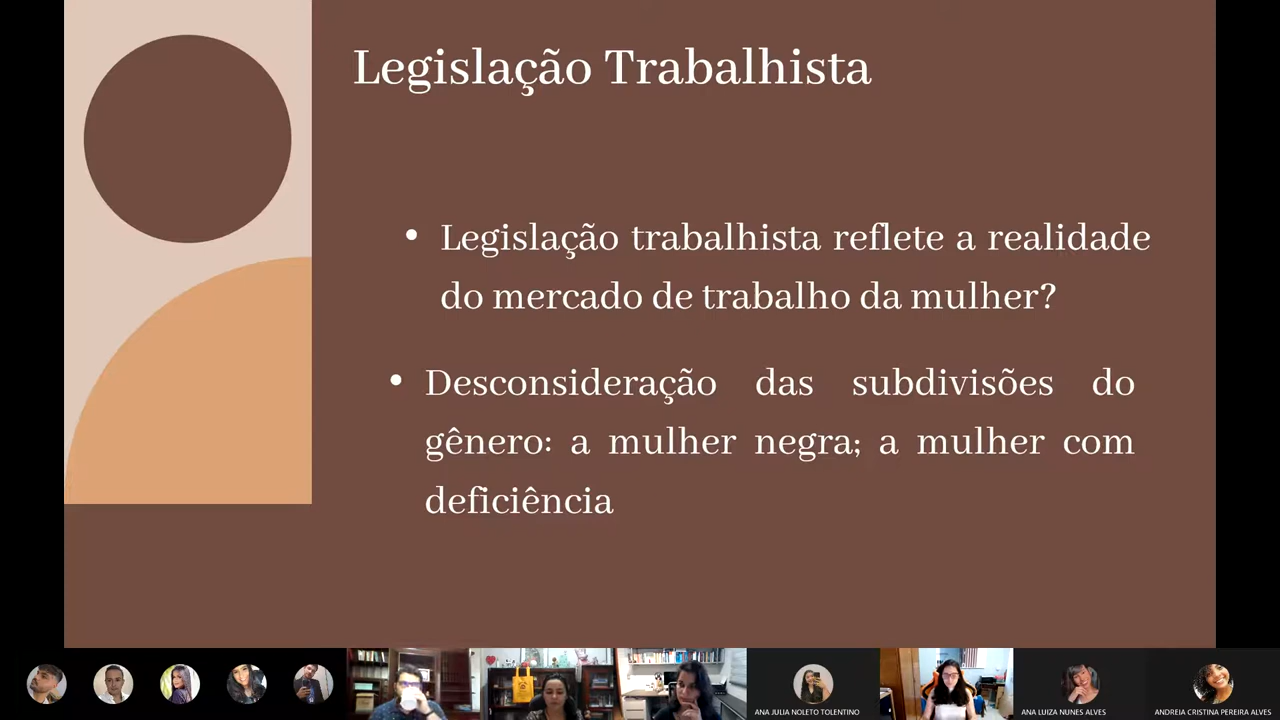 Legislação Trabalhista
• Legislação trabalhista reflete a realidade
do mercado de trabalho da mulher?
• Desconsideração das subdivisões do
gênero: a mulher negra; a mulher com
deficiência
ANA JULIA NOLETO TOLENTINO
ANA LUIZA NUNES ALVES
ANDREIA CRISTINA PEREIRA ALVES